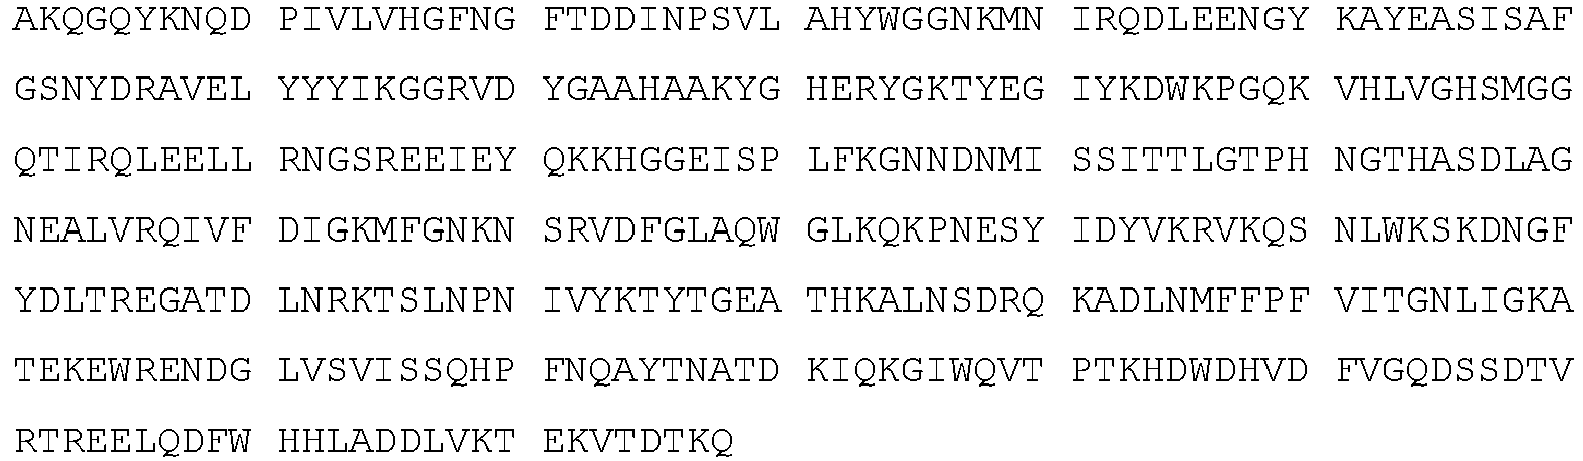 AKQGQYKNQD PIVLVHGFNG FTDDINPSVL AHYWGGNKMN IRQDLEENGY KAYEASISAF
GSNYDRAVEL YYYIKGGRVD YGAAHAAKYG HERYGKTYEG IYKDWKPGQK VHLVGHSMGG
QTIRQLEELL RNGSREEIEY QKKHGGEISP LFKGNNDNMI SSITTLGTPH NGTHASDLAG
NEALVRQIVF DIGKMFGNKN SRVDFGLAQW GLKQKPNESY IDYVKRVKQS NLWKSKDNGF
YDLTREGATD LNRKTSLNPN IVYKTYTGEA THKALNSDRQ KADLNMFFPF VITGNLIGKA
TEKEWRENDG LVSVISSQHP FNQAYTNATD KIQKGIWQVT PTKHDWDHVD FVGQDSSDTV
RTREELQDFW HHLADDLVKT EKVTDTKQ